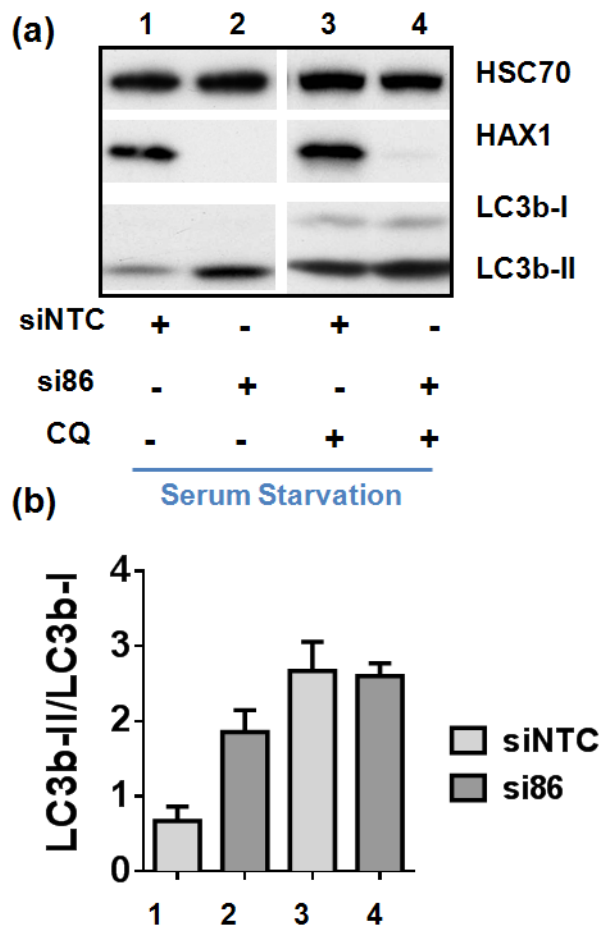 (a) 1 2 3 4
HSC70
HAX1
LC3b-I
LC3b-II
siNTC + - + -
si86 - + - +
CQ - - + +
Serum Starvation
(b)
LC3b-II/LC3b-I
4
3
2
1
0
siNTC
si86
1 2 3 4